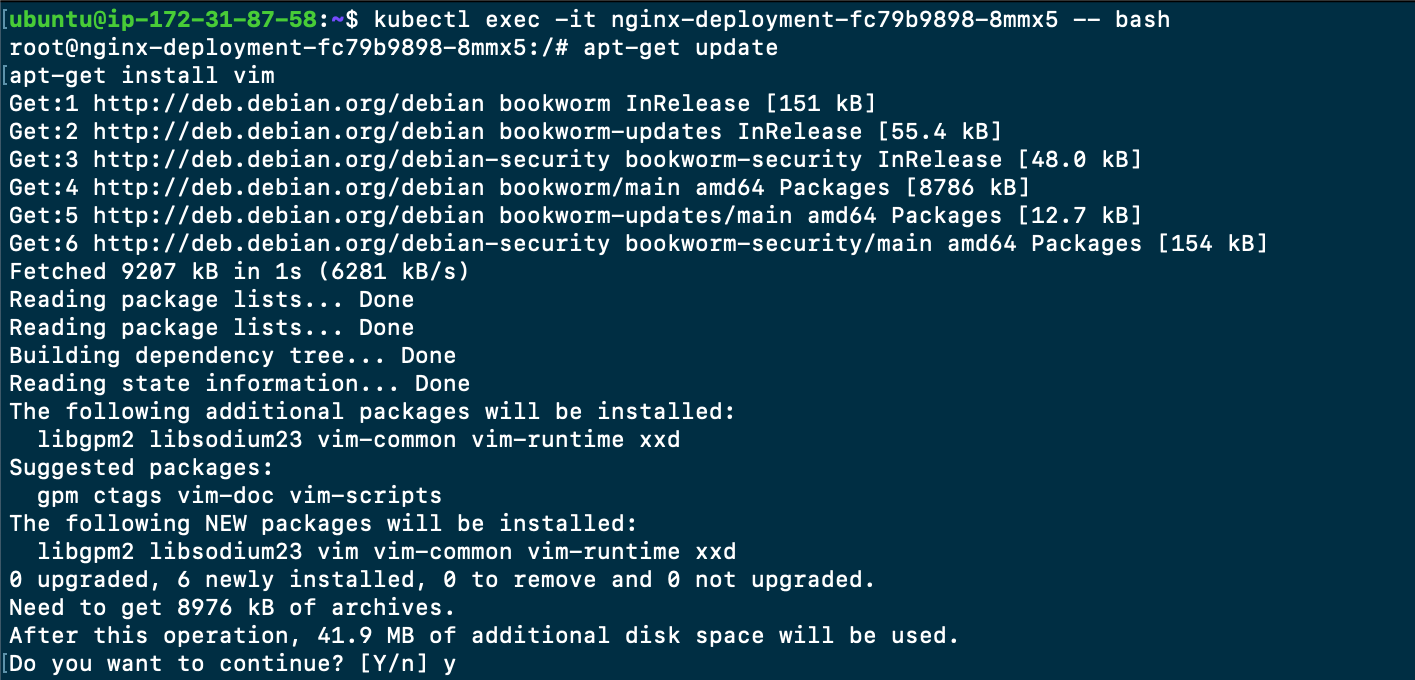 [ubuntu@ip-172-31-87-58:~$ kubectl exec -it nginx-deployment-fc79b9898-8mmx5 -- bash
root@nginx-deployment-fc79b9898-8mmx5:/# apt-get update
[apt-get install vim
Get:1 http://deb.debian.org/debian bookworm InRelease [151 kB]
Get:2 http://deb.debian.org/debian bookworm-updates InRelease [55.4 kB]
Get:3 http://deb.debian.org/debian-security bookworm-security InRelease [48.0 kB]
Get:4 http://deb.debian.org/debian bookworm/main amd64 Packages [8786 kB]
Get:5 http://deb.debian.org/debian bookworm-updates/main amd64 Packages [12.7 kB]
Get:6 http://deb.debian.org/debian-security bookworm-security/main amd64 Packages [154 kB]
Fetched 9207 kB in 1s (6281 kB/s)
Reading package lists... Done
Reading package lists... Done
Building dependency tree... Done
Reading state information... Done
The following additional packages will be installed:
  libgpm2 libsodium23 vim-common vim-runtime xxd
Suggested packages:
  gpm ctags vim-doc vim-scripts
The following NEW packages will be installed:
  libgpm2 libsodium23 vim vim-common vim-runtime xxd
0 upgraded, 6 newly installed, 0 to remove and 0 not upgraded.
Need to get 8976 kB of archives.
After this operation, 41.9 MB of additional disk space will be used.
[Do you want to continue? [Y/n] y